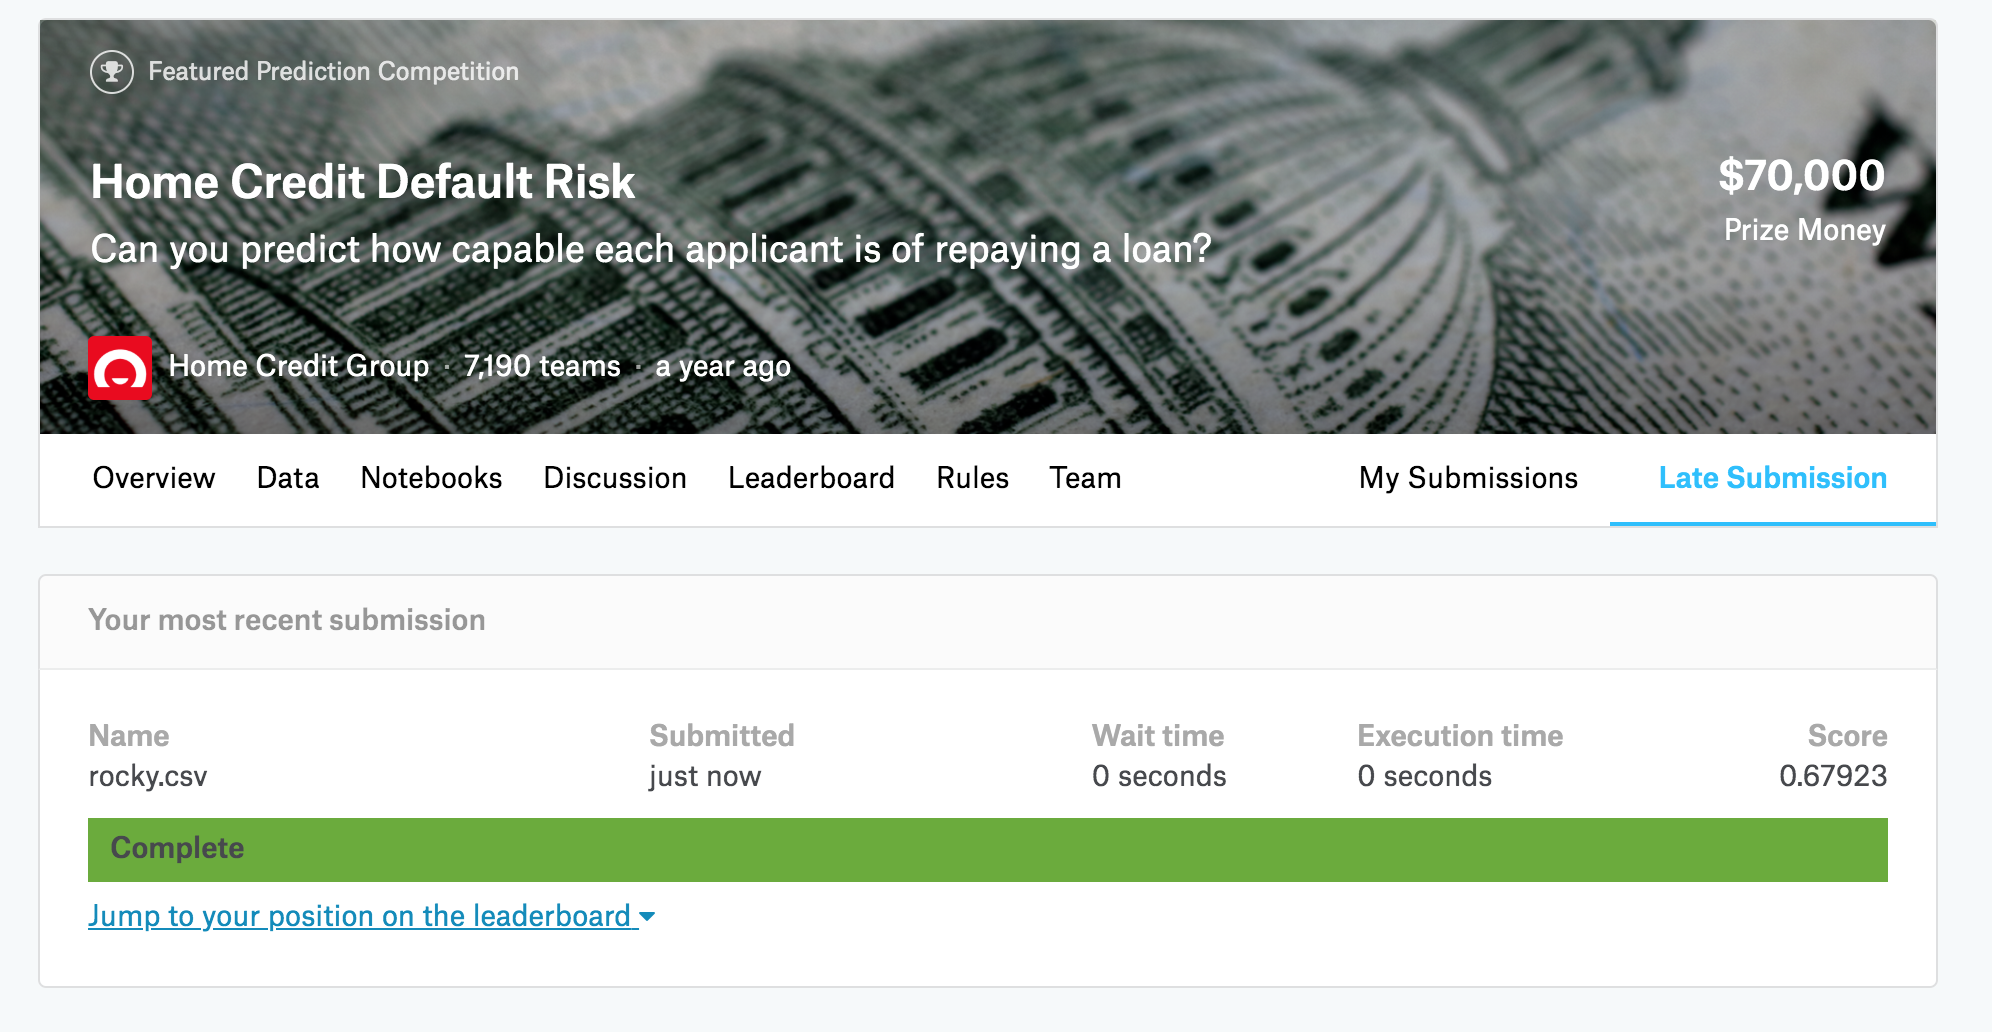 Featured Prediction Competition
Home Credit Default Risk
Can you predict how capable each applicant is of repaying a loan?
$70,000
Prize Money
Home Credit Group · 7,190 teams · a year ago
Overview Data Notebooks Discussion Leaderboard Rules Team My Submissions Late Submission
Your most recent submission
Name Submitted Wait time Execution time Score
rocky.csv just now 0 seconds 0 seconds 0.67923
Complete
Jump to your position on the leaderboard